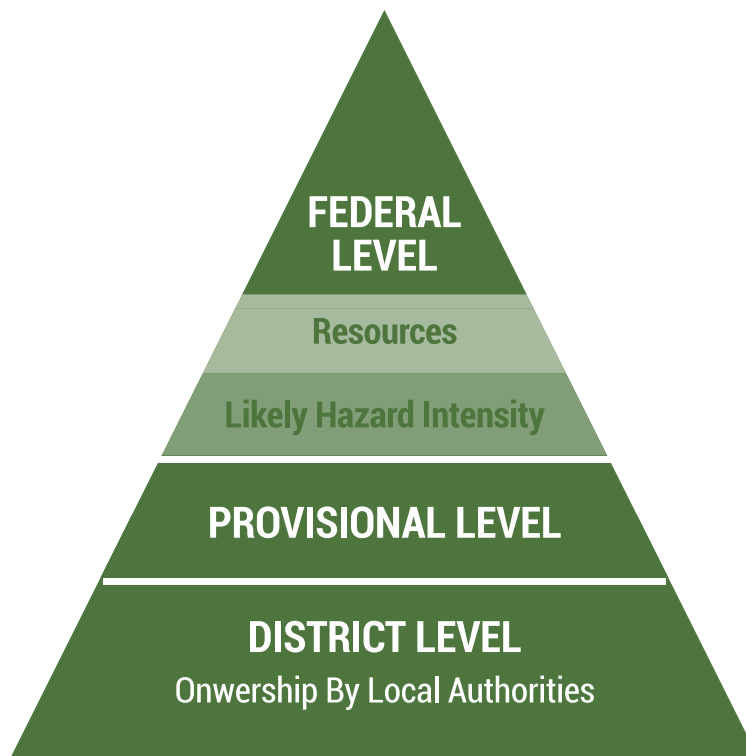 FEDERAL
LEVEL
Resources
Likely Hazard Intensity
PROVISIONAL LEVEL
DISTRICT LEVEL
Onwership By Local Authorities